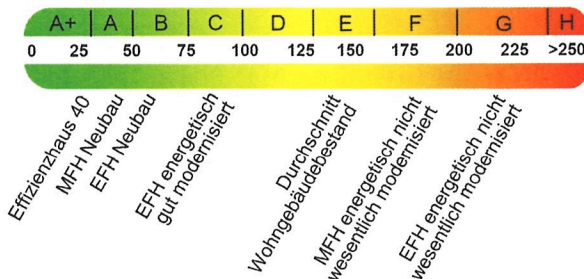 A+ A B C D E F G H
0 25 50 75 100 125 150 175 200 225 >250
Effizienzhaus 40
MFH Neubau
EFH Neubau
EFH energetisch
gut modernisiert
Durchschnitt
Wohngebäudebestand
MFH energetisch nicht
wesentlich modernisiert
EFH energetisch nicht
wesentlich modernisiert